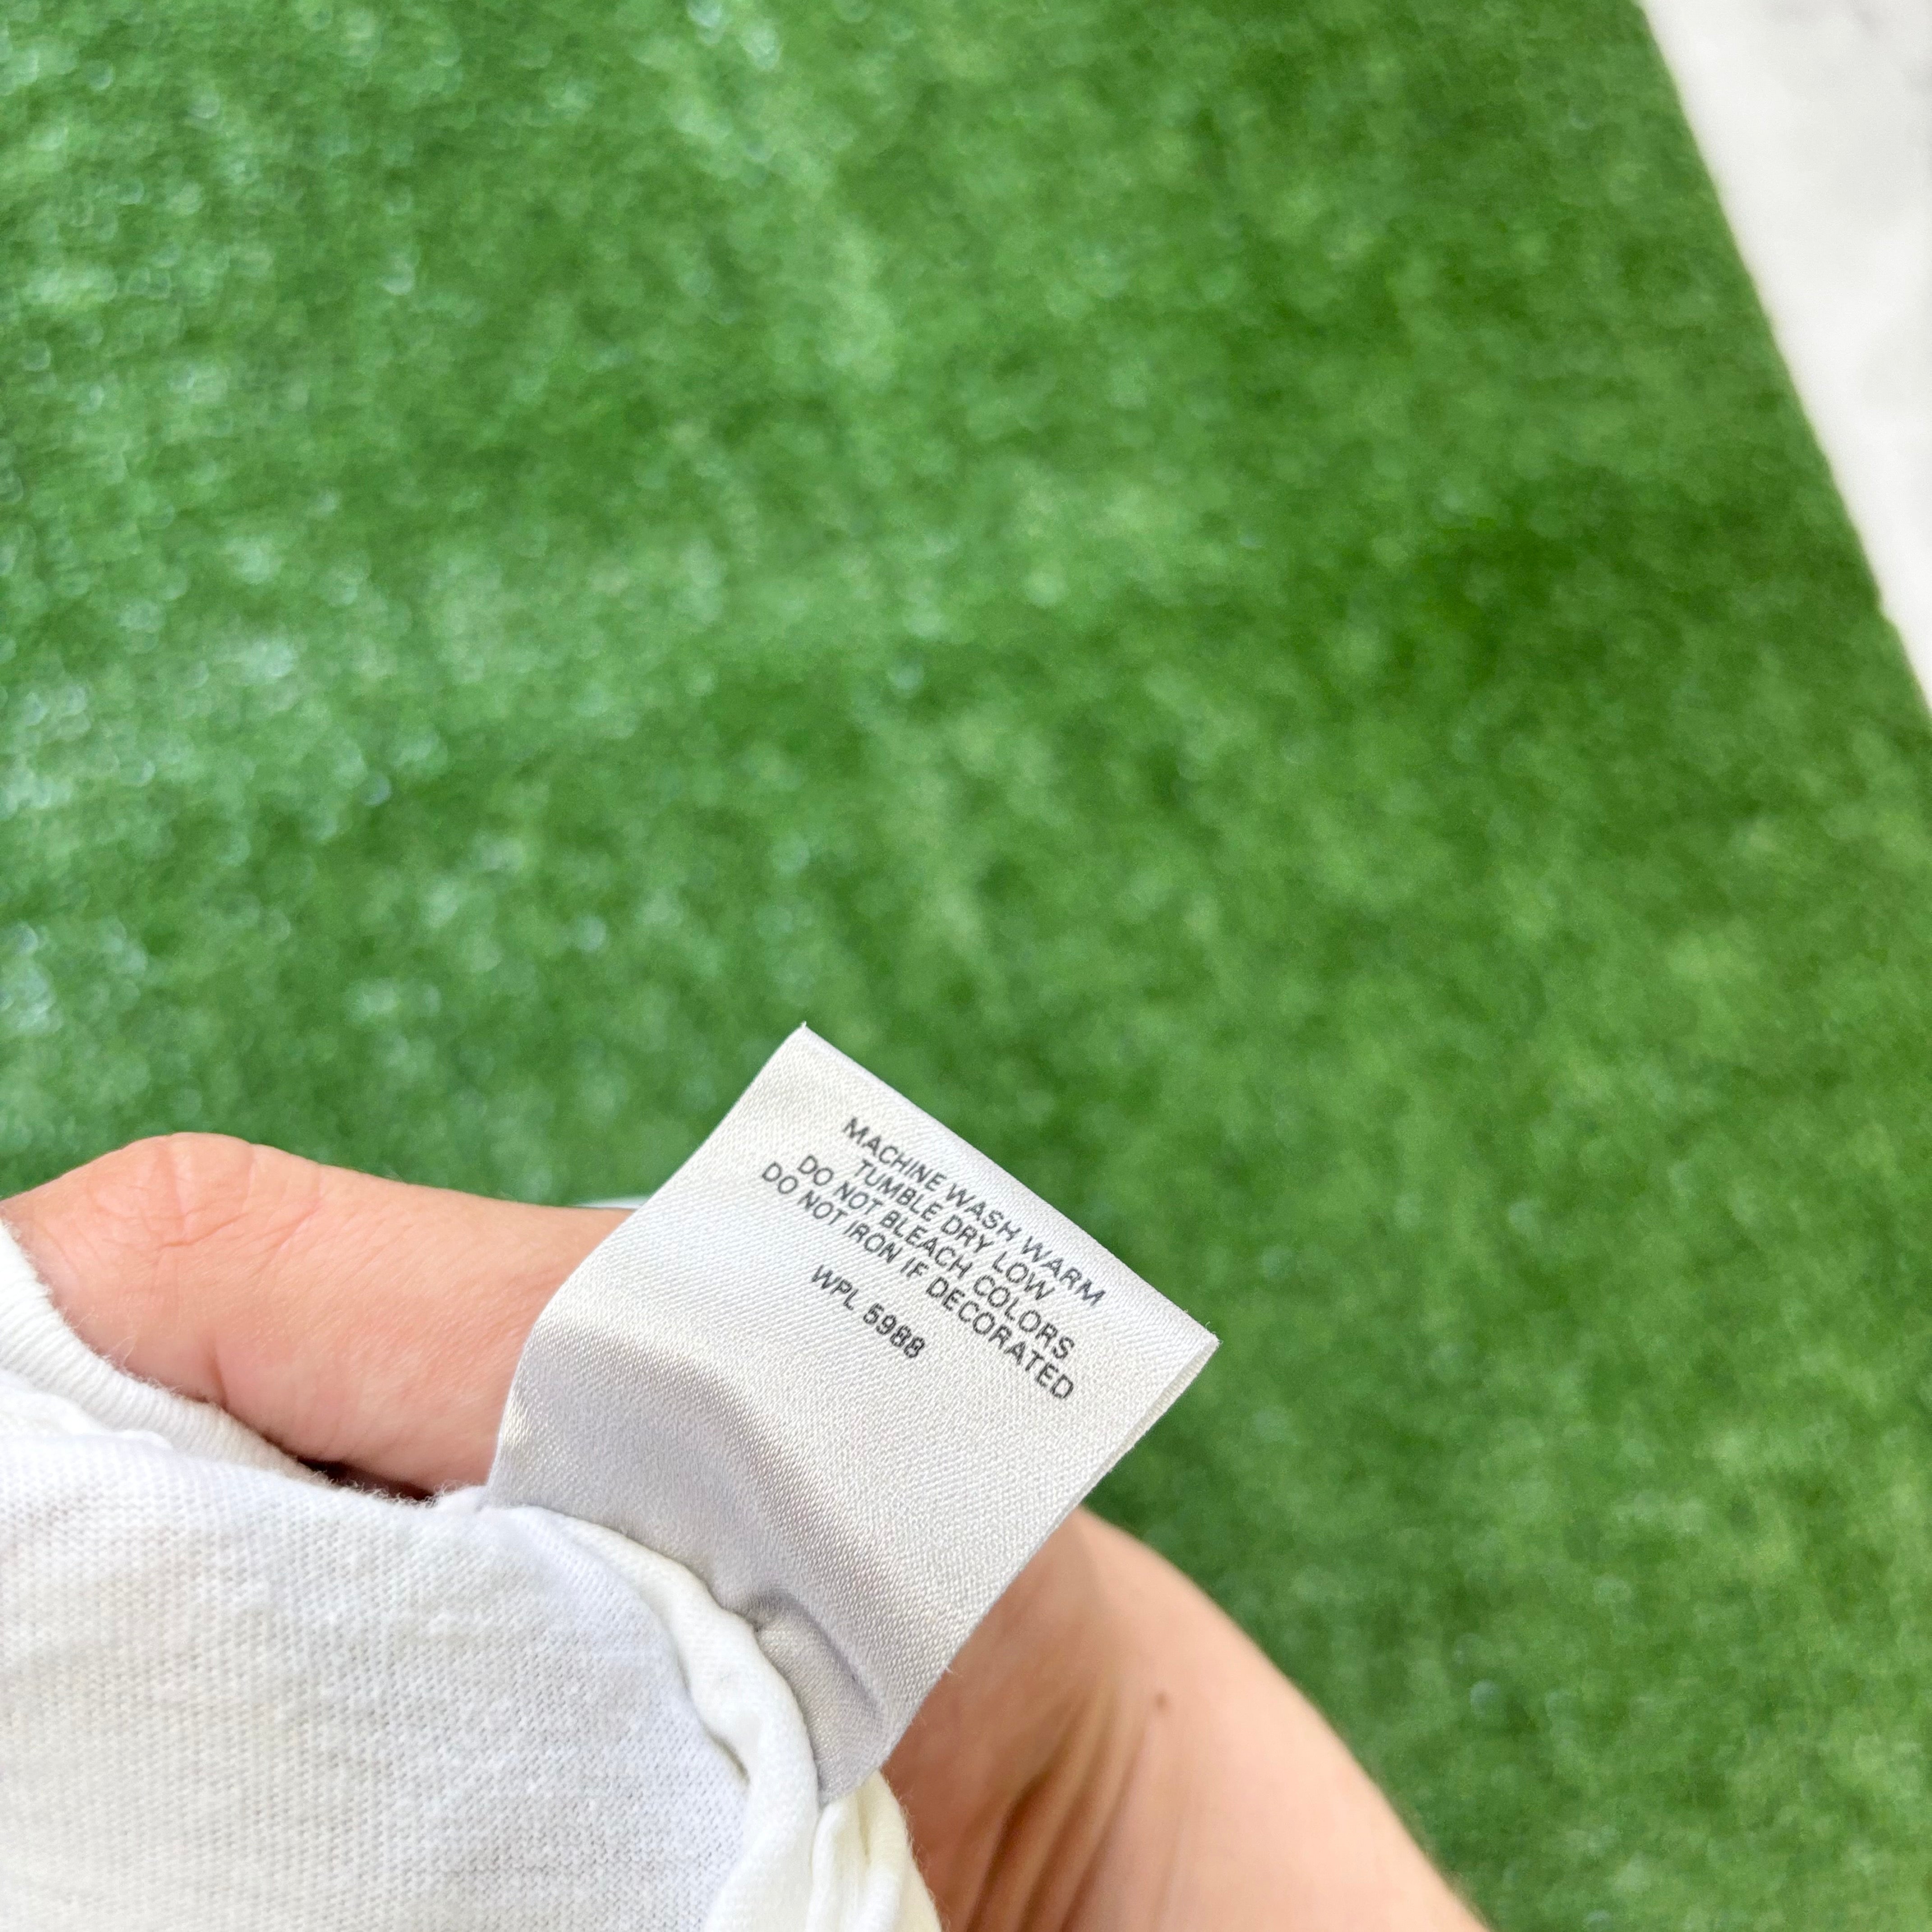 MACHINE WASH WARM
TUMBLE DRY LOW
DO NOT BLEACH COLORS
DO NOT IRON IF DECORATED
WPL 5988